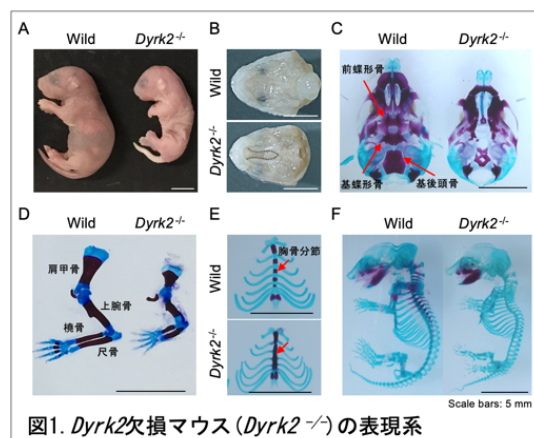 A
Wild
Dyrk2-/-
B
Wild
Dyrk2-/-
C
Wild
Dyrk2-/-
前蝶形骨
基蝶形骨
基後頭骨
D
Wild
Dyrk2-/-
肩甲骨
上腕骨
橈骨
尺骨
E
Wild
Dyrk2-/-
胸骨分節
F
Wild
Dyrk2-/-
Scale bars: 5 mm
図1. Dyrk2欠損マウス(Dyrk2 -/-)の表現系